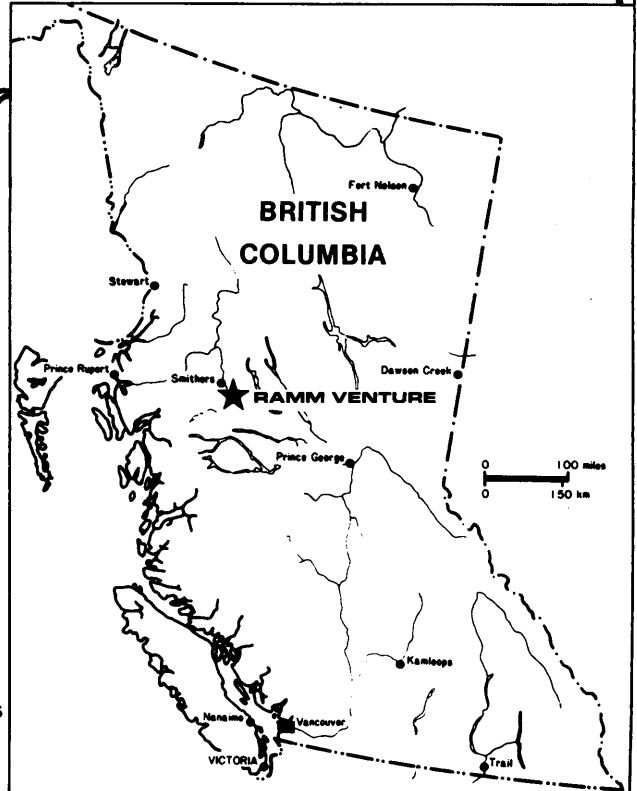 Fort Nelson
BRITISH
COLUMBIA
Stewart
Prince Rupert
Smithers
Dawson Creek
RAMM VENTURE
Prince George
0 100 miles
0 150 km
Kamloops
Nanaimo
Vancouver
VICTORIA
Trail